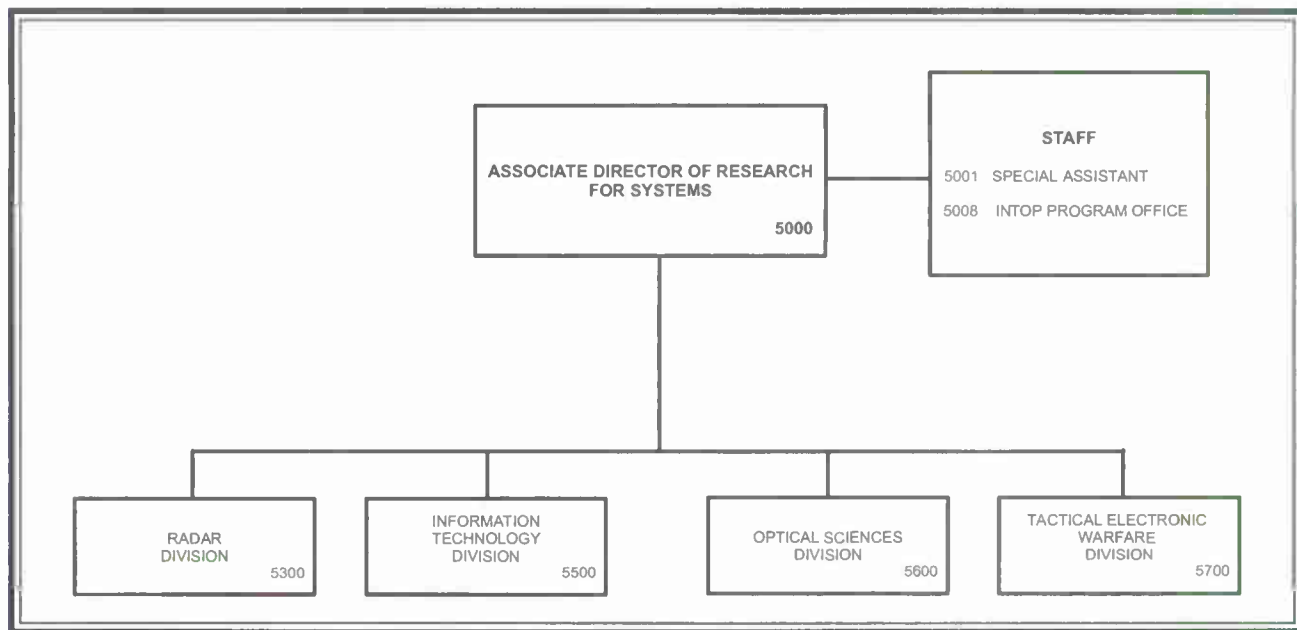 ASSOCIATE DIRECTOR OF RESEARCH
FOR SYSTEMS
5000
STAFF
5001 SPECIAL ASSISTANT
5008 INTOP PROGRAM OFFICE
RADAR
DIVISION
5300
INFORMATION
TECHNOLOGY
DIVISION
5500
OPTICAL SCIENCES
DIVISION
5600
TACTICAL ELECTRONIC
WARFARE
DIVISION
5700